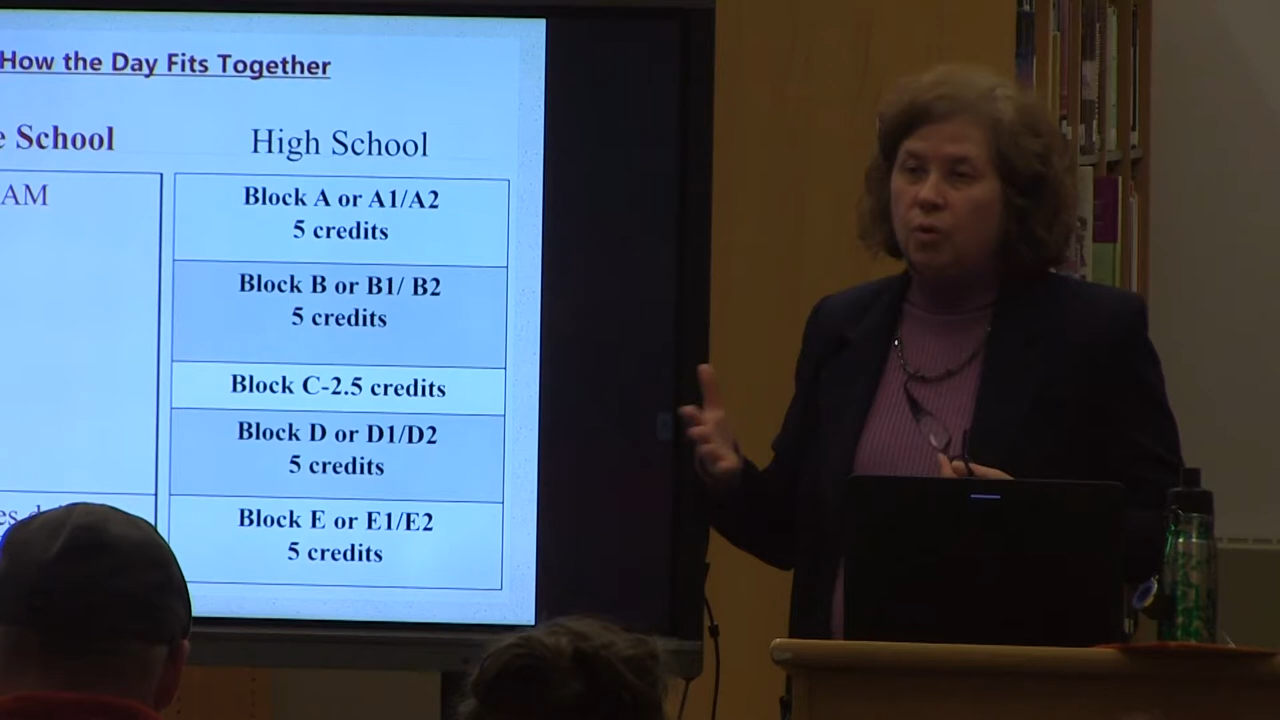 How the Day Fits Together
School
High School
AM
Block A or A1/A2
5 credits
Block B or B1/ B2
5 credits
Block C-2.5 credits
Block D or D1/D2
5 credits
Block E or E1/E2
5 credits